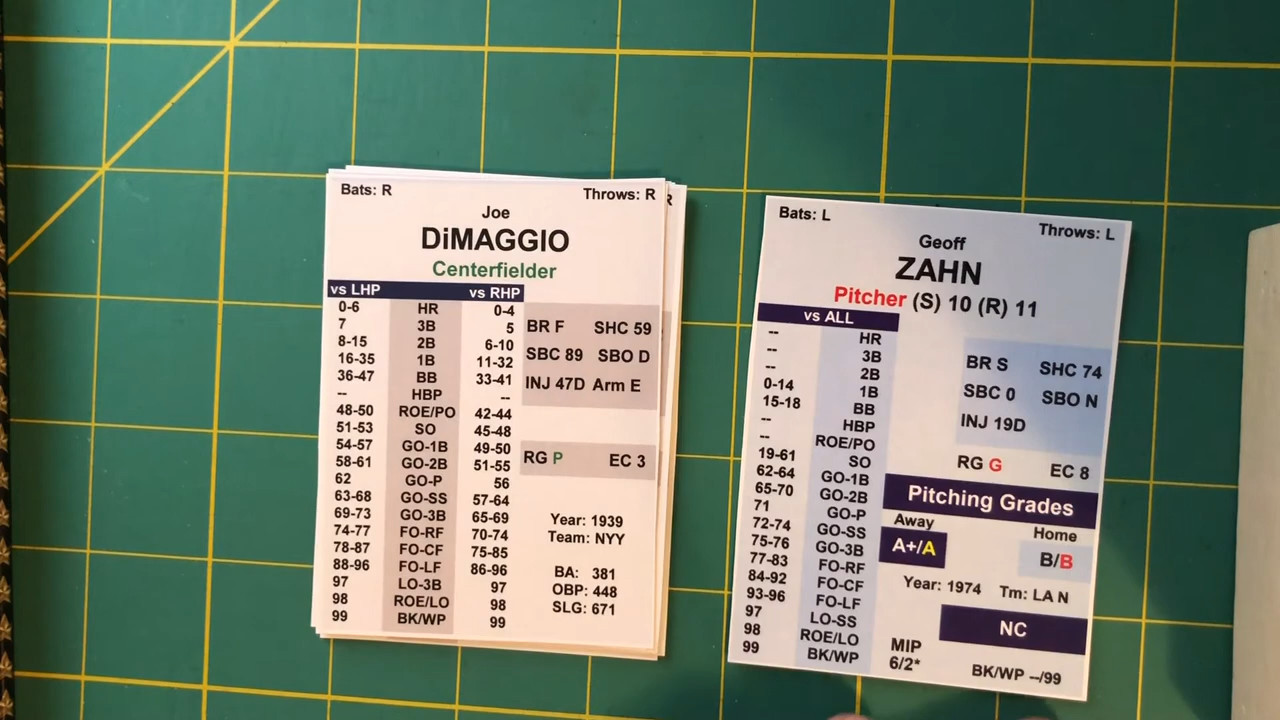 Bats: R Throws: R
Joe
DiMAGGIO
Centerfielder
vs LHP vs RHP
0-6 HR 0-4
7 3B 5
8-15 2B 6-10
16-35 1B 11-32
36-47 BB 33-41
-- HBP --
48-50 ROE/PO 42-44
51-53 SO 45-48
54-57 GO-1B 49-50
58-61 GO-2B 51-55
62 GO-P 56
63-68 GO-SS 57-64
69-73 GO-3B 65-69
74-77 FO-RF 70-74
78-87 FO-CF 75-85
88-96 FO-LF 86-96
97 LO-3B 97
98 ROE/LO 98
99 BK/WP 99
BR F SHC 59
SBC 89 SBO D
INJ 47D Arm E
RG P EC 3
Year: 1939
Team: NYY
BA: 381
OBP: 448
SLG: 671
R
Bats: L Throws: L
Geoff
ZAHN
Pitcher (S) 10 (R) 11
vs ALL
-- HR
-- 3B
-- 2B
0-14 1B
15-18 BB
-- HBP
-- ROE/PO
19-61 SO
62-64 GO-1B
65-70 GO-2B
71 GO-P
72-74 GO-SS
75-76 GO-3B
77-83 FO-RF
84-92 FO-CF
93-96 FO-LF
97 LO-SS
98 ROE/LO
99 BK/WP
BR S SHC 74
SBC 0 SBO N
INJ 19D
RG G EC 8
Pitching Grades
Away Home
A+/A B/B
Year: 1974 Tm: LA N
NC
MIP
6/2*
BK/WP --/99